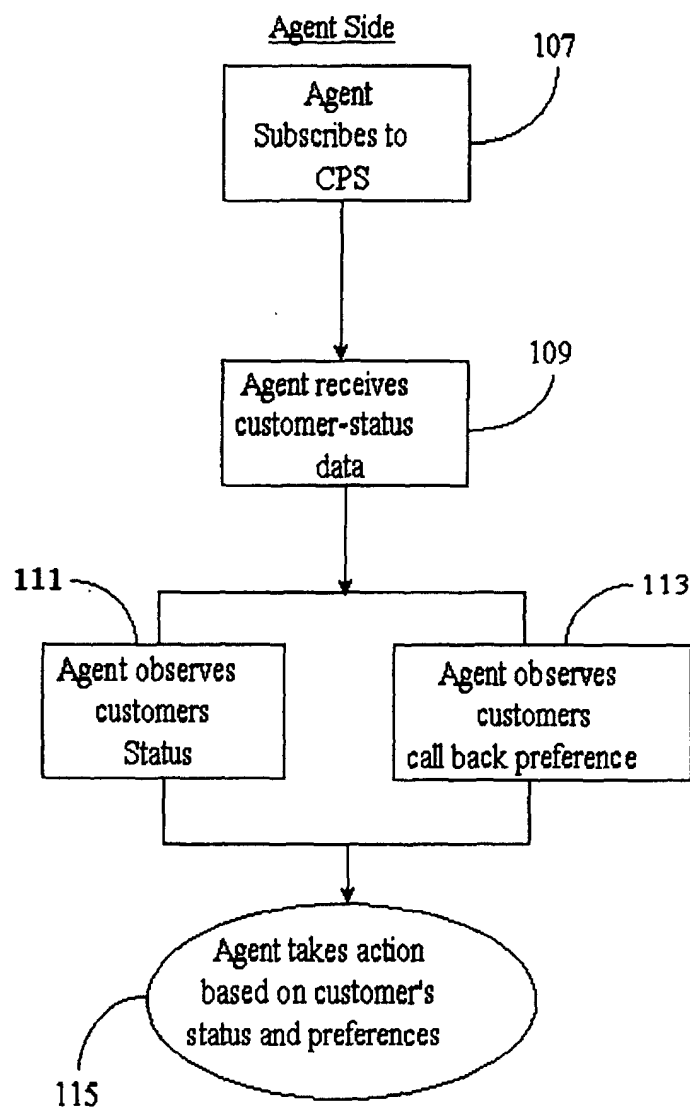 Agent Side
107
Agent
Subscribes to
CPS
109
Agent receives
customer-status
data
111
113
Agent observes
customers
Status
Agent observes
customers
call back preference
Agent takes action
based on customer's
status and preferences
115